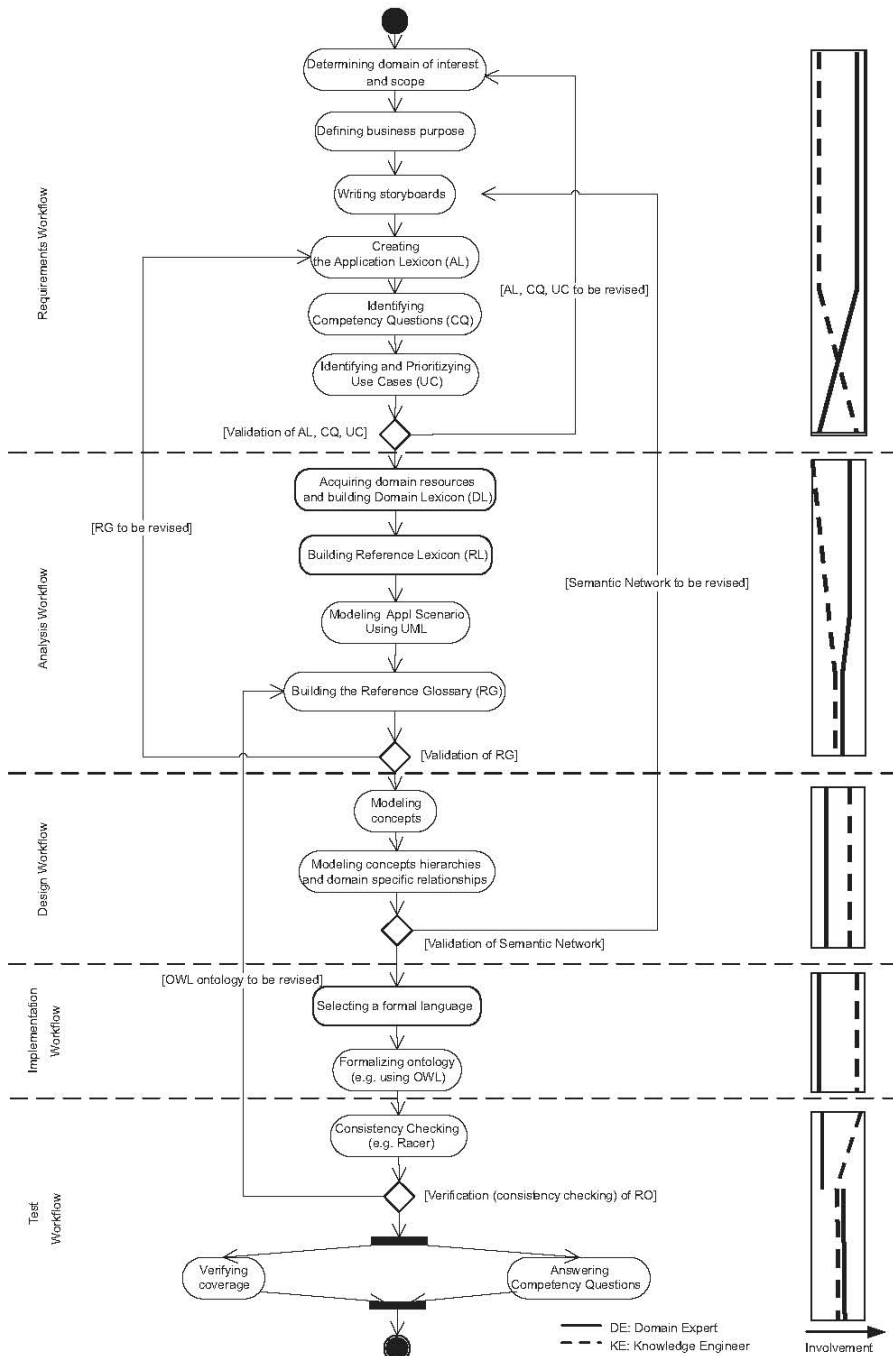 Determining domain of interest
and scope
Defining business purpose
Writing storyboards
Creating
the Application Lexicon (AL)
[AL, CQ, UC to be revised]
Identifying
Competency Questions (CQ)
Identifying and Prioritizying
Use Cases (UC)
[Validation of AL, CQ, UC]
Requirements Workflow
Acquiring domain resources
and building Domain Lexicon (DL)
[RG to be revised]
Building Reference Lexicon (RL)
[Semantic Network to be revised]
Modeling Appl Scenario
Using UML
Building the Reference Glossary (RG)
[Validation of RG]
Analysis Workflow
Modeling
concepts
Modeling concepts hierarchies
and domain specific relationships
[Validation of Semantic Network]
Design Workflow
[OWL ontology to be revised]
Selecting a formal language
Formalizing ontology
(e.g. using OWL)
Implementation
Workflow
Consistency Checking
(e.g. Racer)
[Verification (consistency checking) of RO]
Test
Workflow
Verifying
coverage
Answering
Competency Questions
DE: Domain Expert
KE: Knowledge Engineer
Involvement